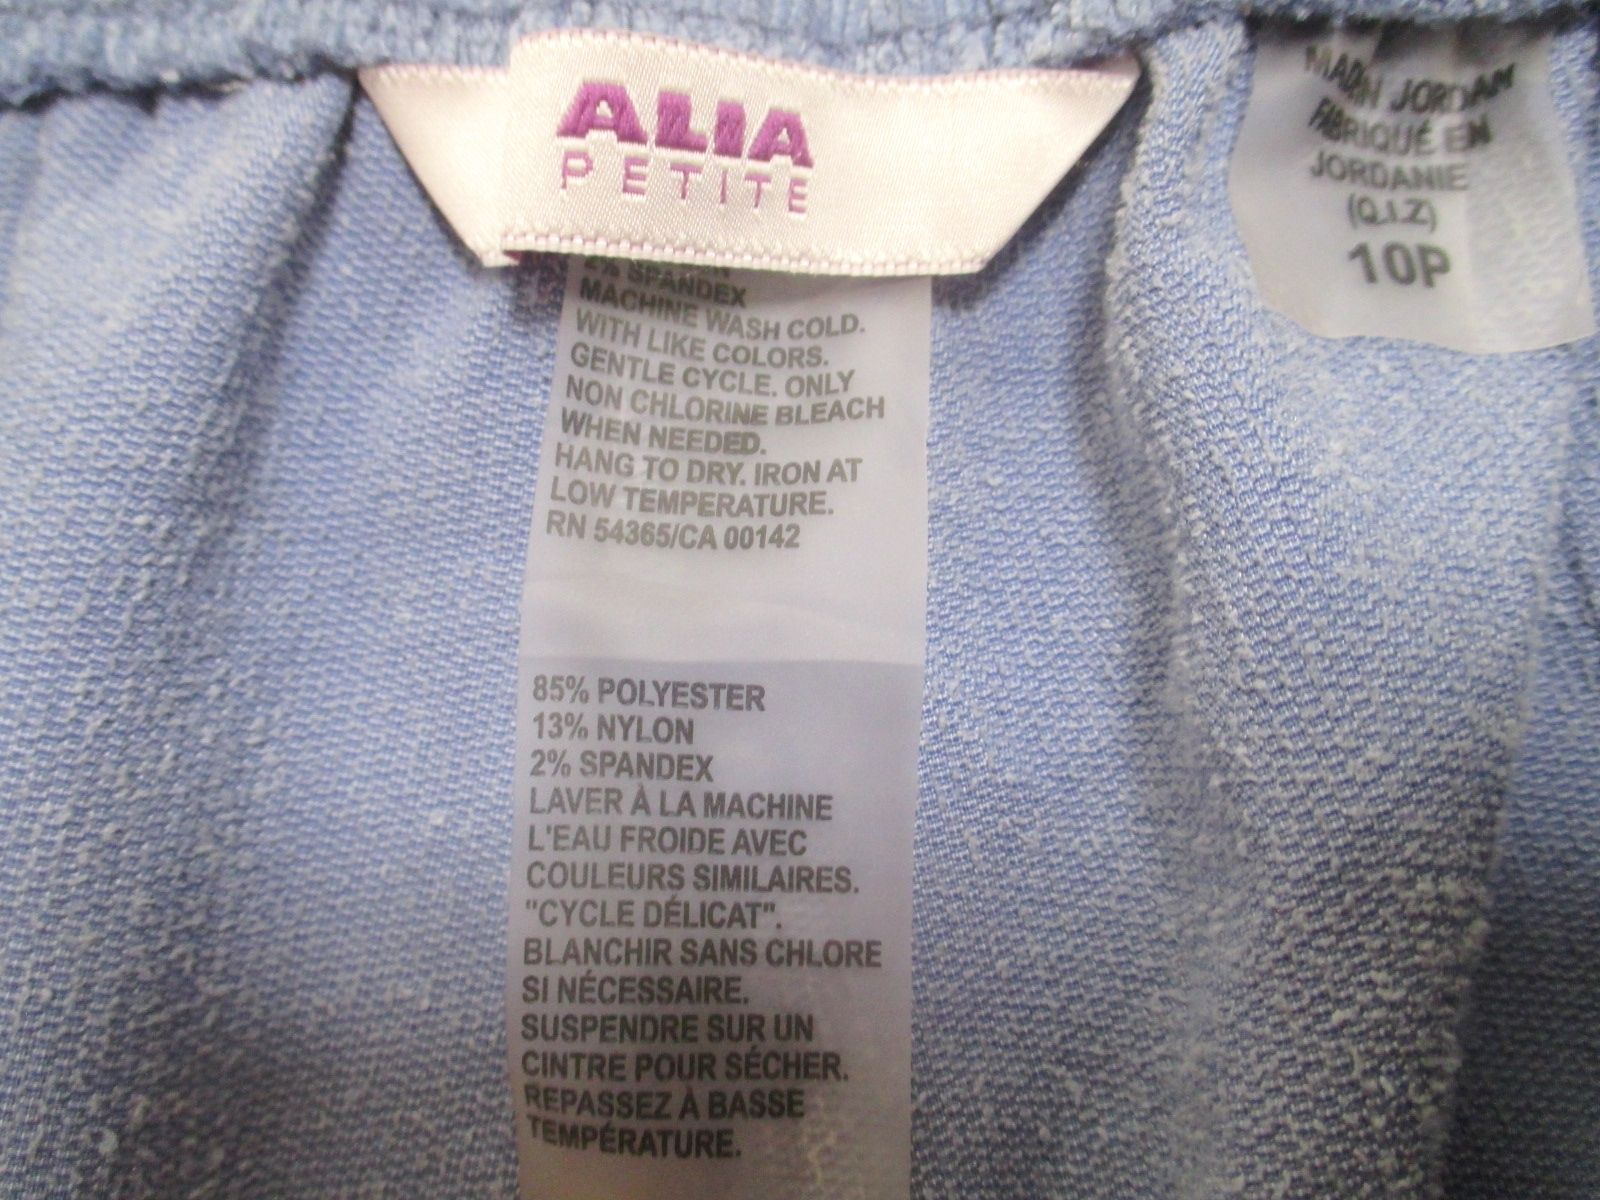 ALIA
PETITE
2% SPANDEX
MACHINE WASH COLD.
WITH LIKE COLORS.
GENTLE CYCLE. ONLY
NON CHLORINE BLEACH
WHEN NEEDED.
HANG TO DRY. IRON AT
LOW TEMPERATURE.
RN 54365/CA 00142
85% POLYESTER
13% NYLON
2% SPANDEX
LAVER À LA MACHINE
L'EAU FROIDE AVEC
COULEURS SIMILAIRES.
"CYCLE DÉLICAT".
BLANCHIR SANS CHLORE
SI NÉCESSAIRE.
SUSPENDRE SUR UN
CINTRE POUR SÉCHER.
REPASSEZ À BASSE
TEMPÉRATURE.
JORDAN
FABRIQUÉ EN
JORDANIE
(Q.I.Z)
10P